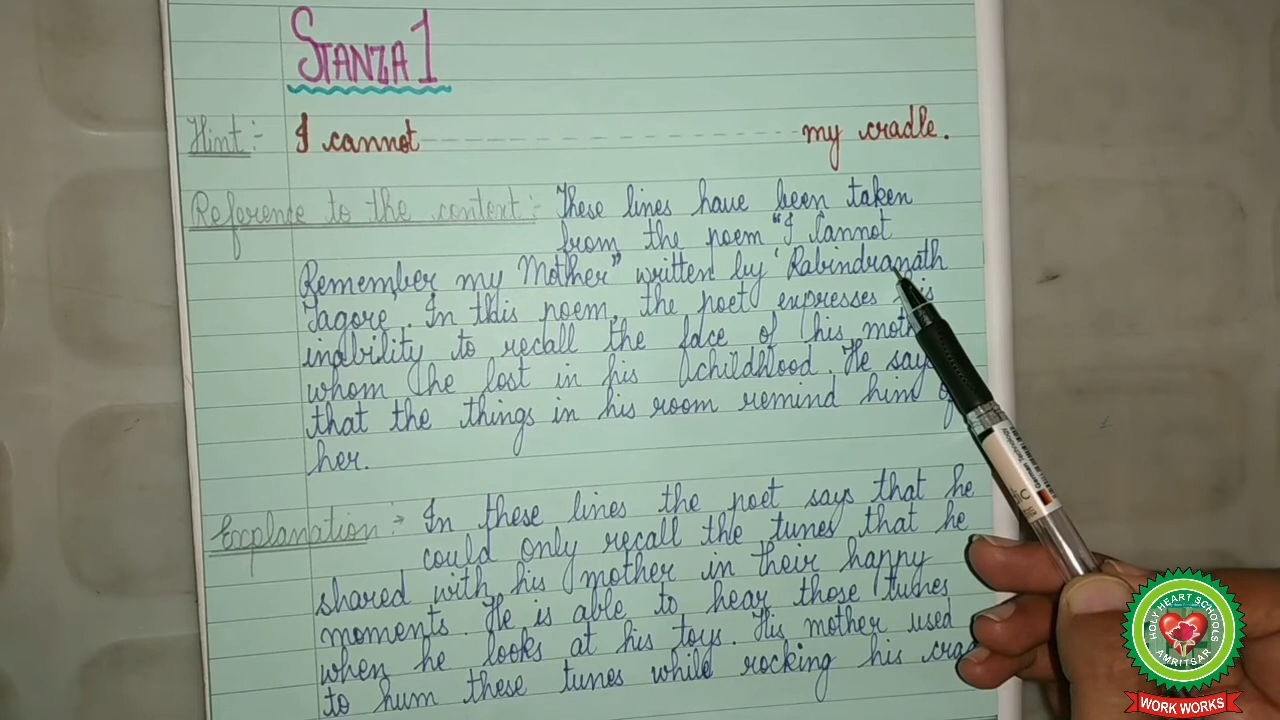 STANZA 1
Hint:- I cannot ---------- my cradle.
Reference to the context:- These lines have been taken
from the poem "I Cannot
Remember my Mother" written by Rabindranath
Tagore. In this poem, the poet expresses his
inability to recall the face of his mother
whom he lost in his childhood. He says
that the things in his room remind him of
her.
Explanation :→ In these lines the poet says that he
could only recall the tunes that he
shared with his mother in their happy
moments. He is able to hear those tunes
when he looks at his toys. His mother used
to hum these tunes while rocking his
HOLY HEART SCHOOLS
AMRITSAR
WORK WORKS
German Technology